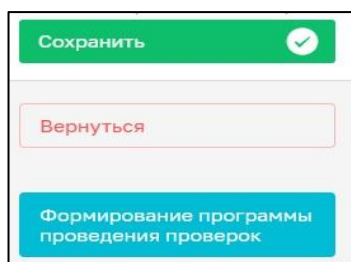 Сохранить
Вернуться
Формирование программы
проведения проверок